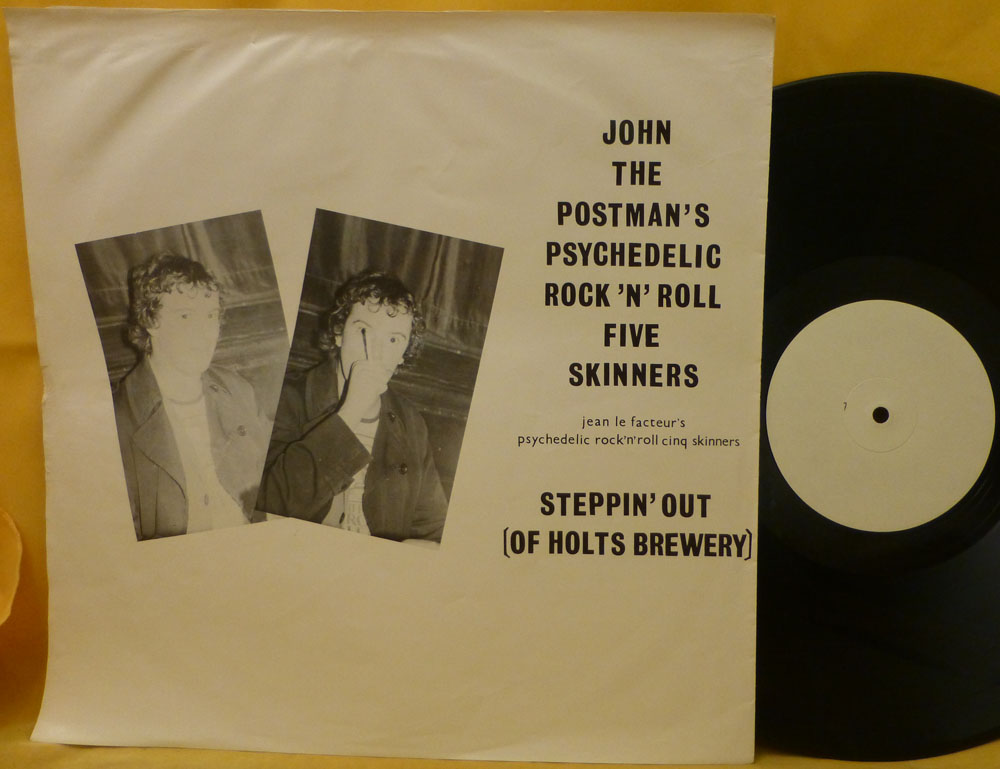 JOHN
THE
POSTMAN'S
PSYCHEDELIC
ROCK 'N' ROLL
FIVE
SKINNERS
jean le facteur's
psychedelic rock'n'roll cinq skinners
STEPPIN' OUT
(OF HOLTS BREWERY)
7